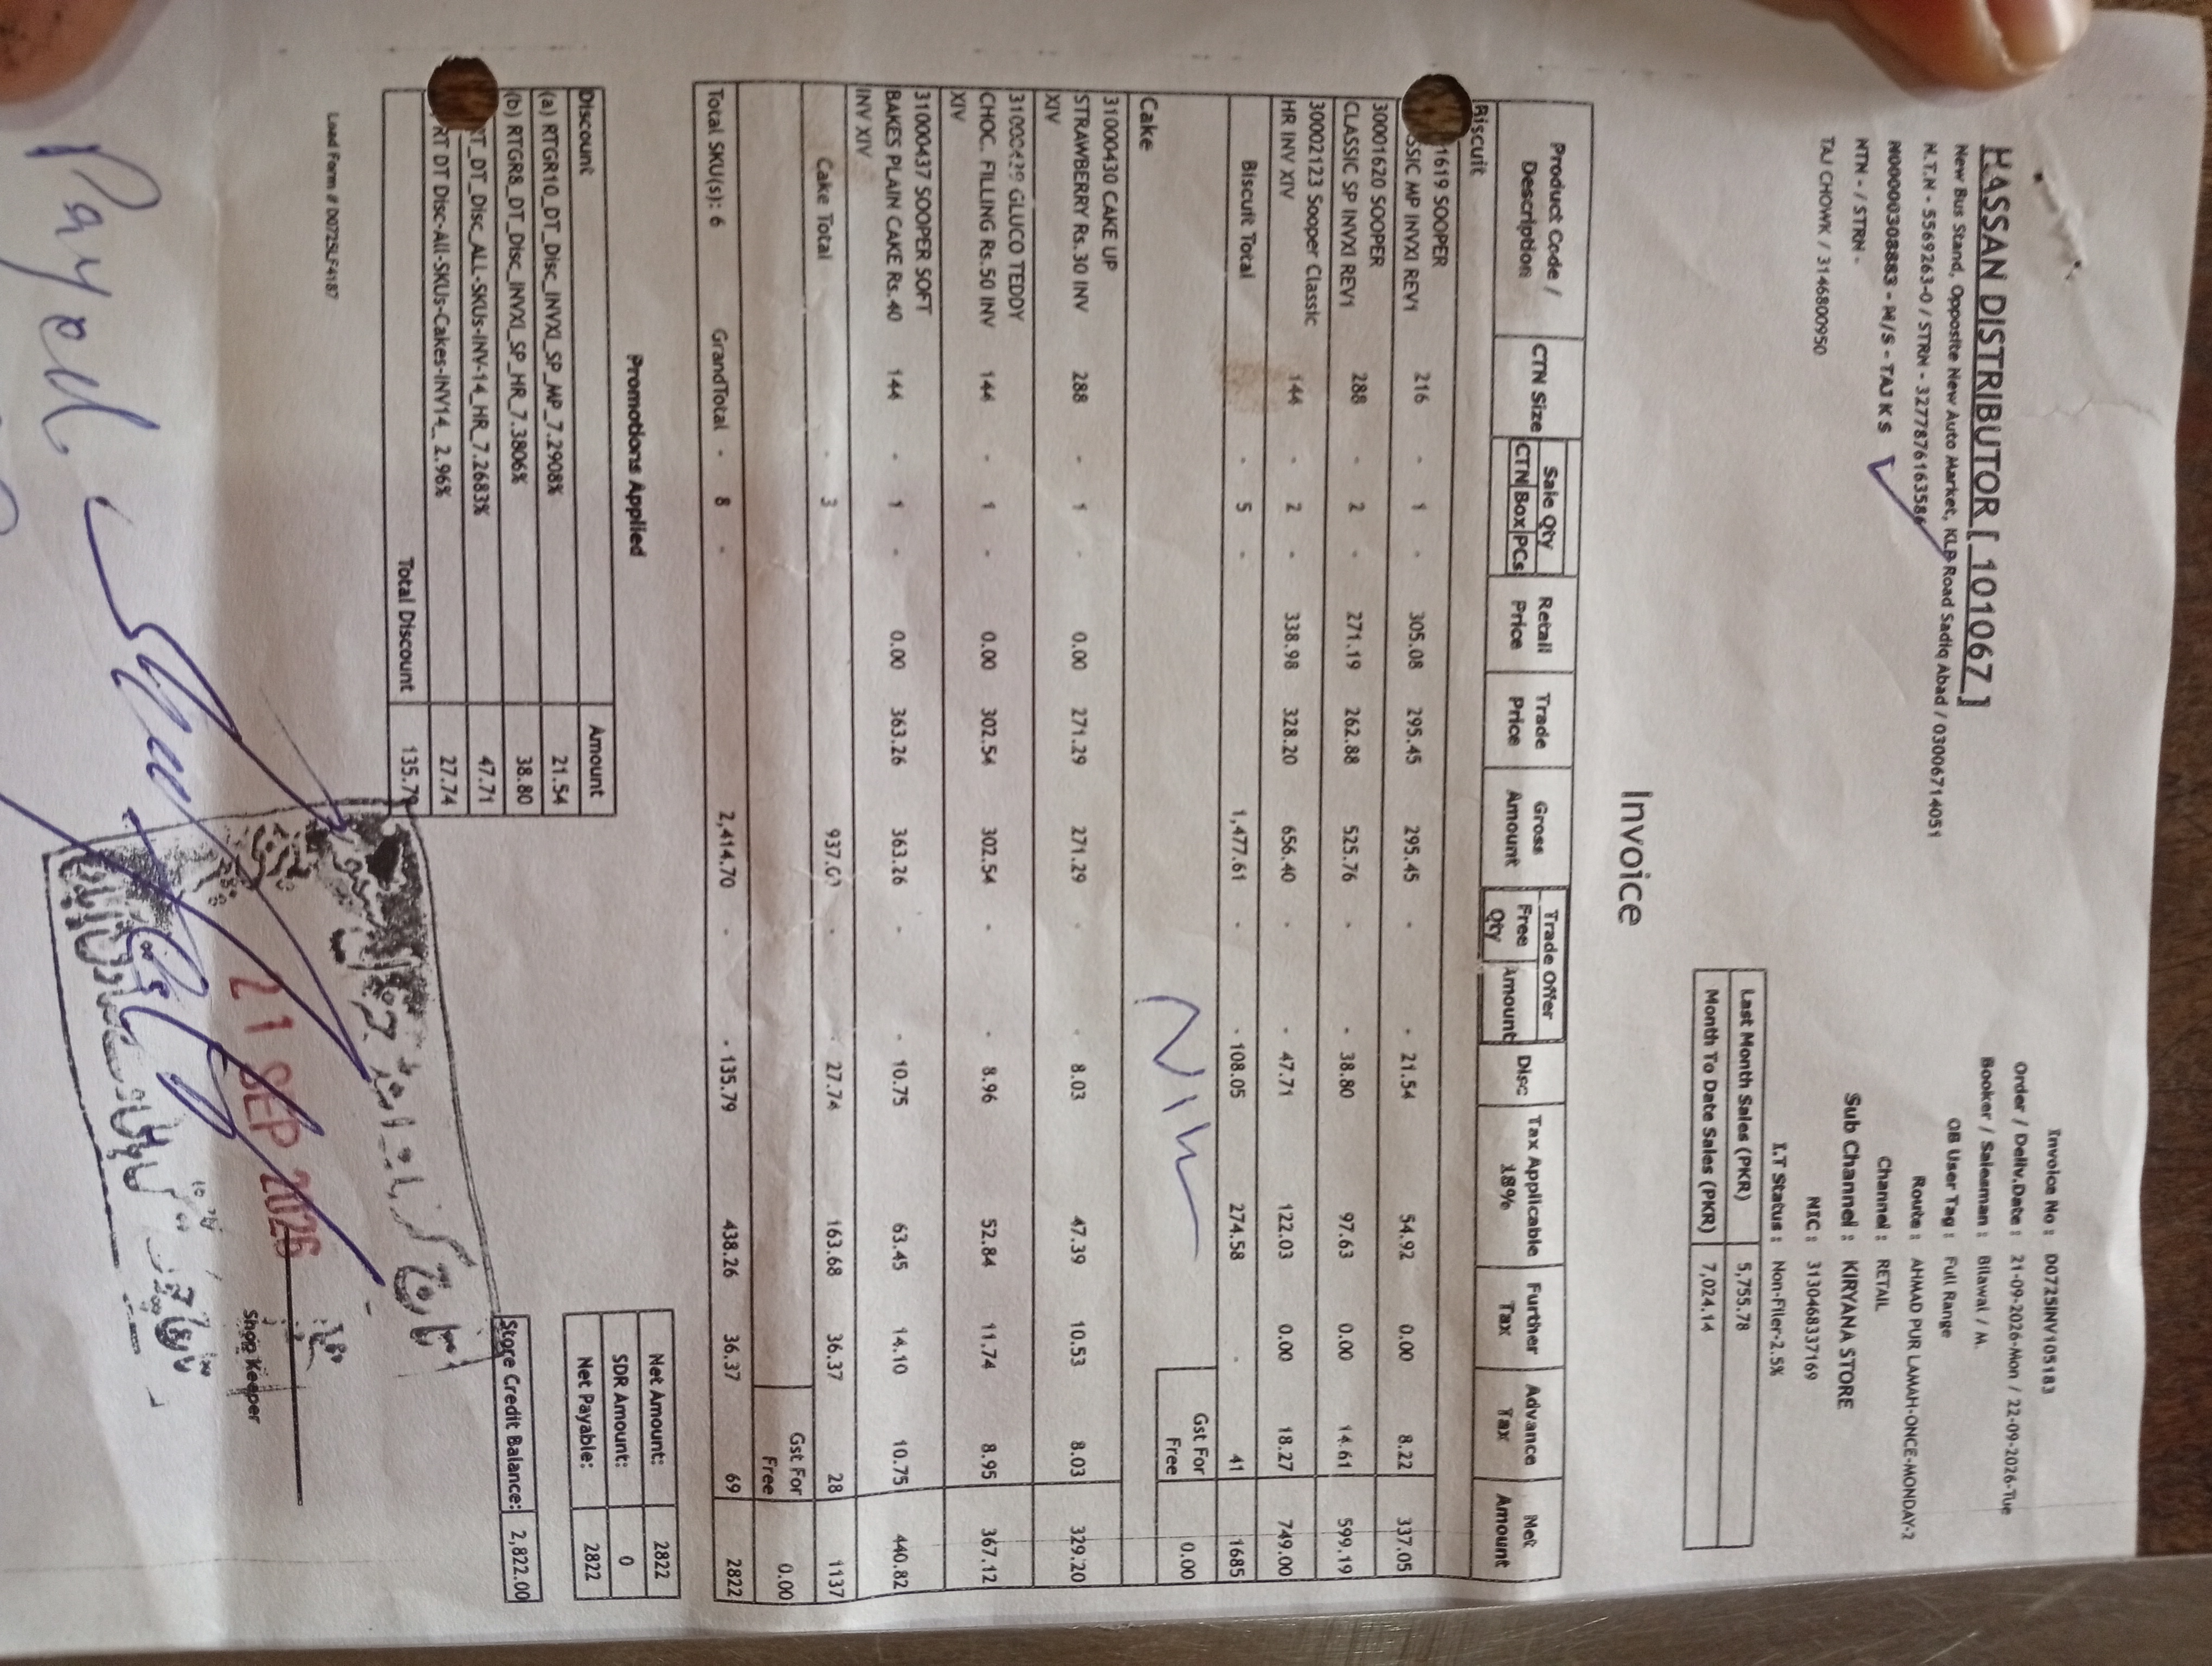 HASSAN DISTRIBUTOR [ 101067 ]
New Bus Stand, Opposite New Auto Market, KLP Road Sadiq Abad / 03006714051
N.T.N - 5569263-0 / STRN - 3277876163586
N00000308883 - M/S - TAJ K S
NTN - / STRN -
TAJ CHOWK / 3146800950
Invoice No : D0725INV105183
Order / Deliv.Date : 21-09-2026-Mon / 22-09-2026-Tue
Booker / Salesman : Bilawal / M.
OB User Tag : Full Range
Route : AHMAD PUR LAMAH-ONCE-MONDAY-2
Channel : RETAIL
Sub Channel : KIRYANA STORE
NIC : 3130468337169
I.T Status : Non-Filer-2.5%
Last Month Sales (PKR) 5,755.78
Month To Date Sales (PKR) 7,024.14
Invoice
Product Code / Description CTN Size Sale Qty CTN Box PCs Retail Price Trade Price Gross Amount Trade Offer Free Qty Amount Disc Tax Applicable 18% Further Tax Advance Tax Net Amount
Biscuit
1619 SOOPER
SSIC MP INVXI REV1 216 - 1 - 305.08 295.45 295.45 - - 21.54 54.92 0.00 8.22 337.05
30001620 SOOPER
CLASSIC SP INVXI REV1 288 - 2 - 271.19 262.88 525.76 - - 38.80 97.63 0.00 14.61 599.19
30002123 Sooper Classic
HR INV XIV 144 - 2 - 338.98 328.20 656.40 - - 47.71 122.03 0.00 18.27 749.00
Biscuit Total - 5 - 1,477.61 - - 108.05 274.58 - 41 1685
Gst For Free 0.00
Cake
31000430 CAKE UP
STRAWBERRY Rs.30 INV 288 - 1 - 0.00 271.29 271.29 - - 8.03 47.39 10.53 8.03 329.20
XIV
31000429 GLUCO TEDDY
CHOC. FILLING Rs.50 INV 144 - 1 - 0.00 302.54 302.54 - - 8.96 52.84 11.74 8.95 367.12
XIV
31000437 SOOPER SOFT
BAKES PLAIN CAKE Rs.40 144 - 1 - 0.00 363.26 363.26 - - 10.75 63.45 14.10 10.75 440.82
INV XIV
Cake Total - 3 937.09 - - 27.74 163.68 36.37 28 1137
Gst For Free 0.00
Total SKU(s): 6 GrandTotal - 8 - 2,414.70 - - 135.79 438.26 36.37 69 2822
Promotions Applied
Discount Amount
(a) RTGR10_DT_Disc_INVXI_SP_MP_7.2908% 21.54
(b) RTGR8_DT_Disc_INVXI_SP_HR_7.3806% 38.80
RT_DT_Disc_ALL-SKUs-INV-14_HR_7.2683% 47.71
RT DT Disc-All-SKUs-Cakes-INV14_ 2.96% 27.74
Total Discount 135.79
Net Amount: 2822
SDR Amount: 0
Net Payable: 2822
Store Credit Balance: 2,822.00
Load Form # D0725LF4187
21 SEP 2026
Shop Keeper